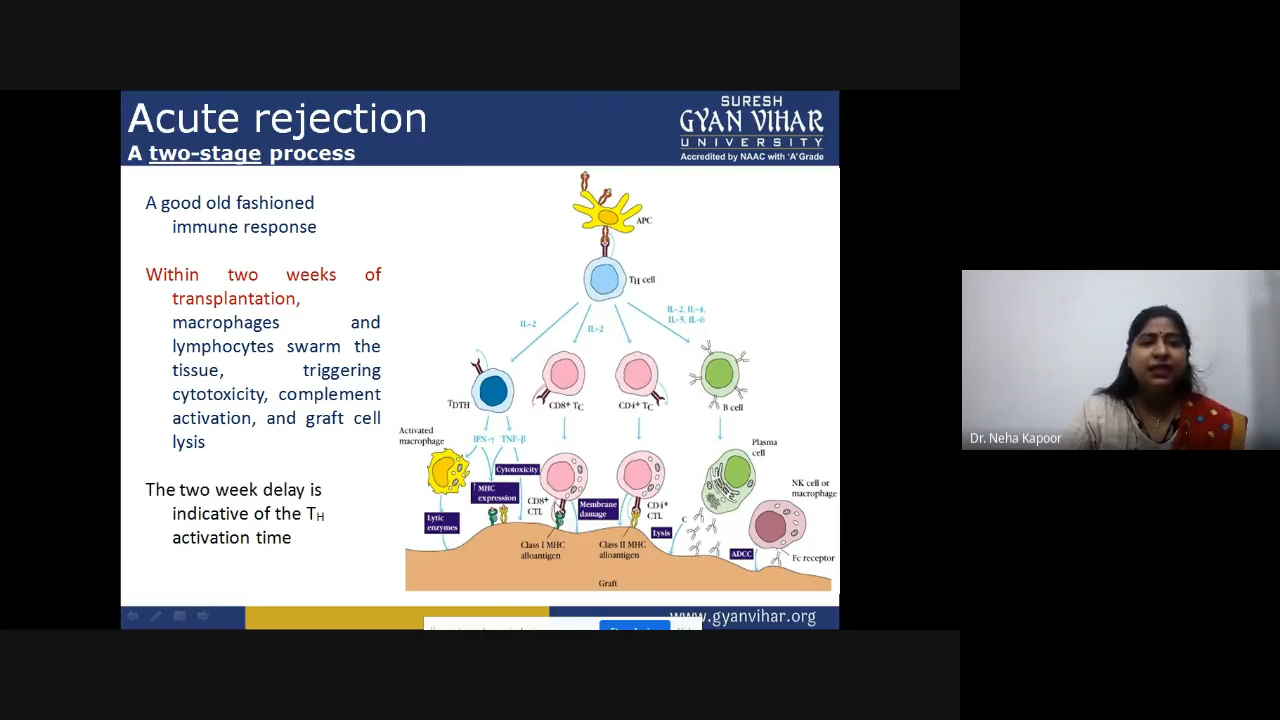 Acute rejection
A two-stage process
SURESH
GYAN VIHAR
UNIVERSITY
Accredited by NAAC with 'A' Grade
A good old fashioned
immune response
Within two weeks of
transplantation,
macrophages and
lymphocytes swarm the
tissue, triggering
cytotoxicity, complement
activation, and graft cell
lysis
The two week delay is
indicative of the TH
activation time
APC
TH cell
IL-2
IL-2
IL-2, IL-4,
IL-5, IL-6
TDTH
CD8+ TC
CD4+ TC
B cell
Activated
macrophage
IFN-γ TNF-β
Cytotoxicity
MHC
expression
Lytic
enzymes
CD8+
CTL
Membrane
damage
CD4+
CTL
Lysis
C
Plasma
cell
NK cell or
macrophage
ADCC
Fc receptor
Class I MHC
alloantigen
Class II MHC
alloantigen
Graft
www.gyanvihar.org
Dr. Neha Kapoor